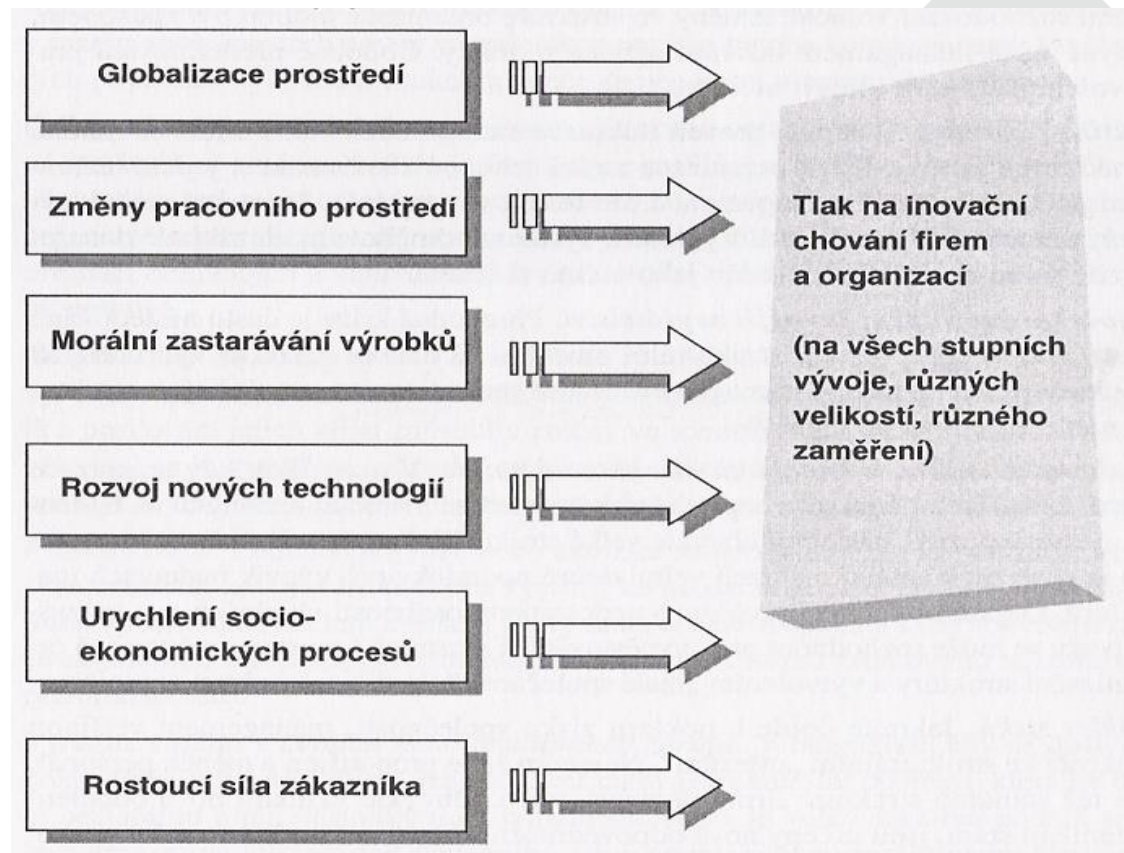 Globalizace prostředí
Změny pracovního prostředí
Morální zastarávání výrobků
Rozvoj nových technologií
Urychlení socio-
ekonomických procesů
Rostoucí síla zákazníka
Tlak na inovační
chování firem
a organizací
(na všech stupních
vývoje, různých
velikostí, různého
zaměření)